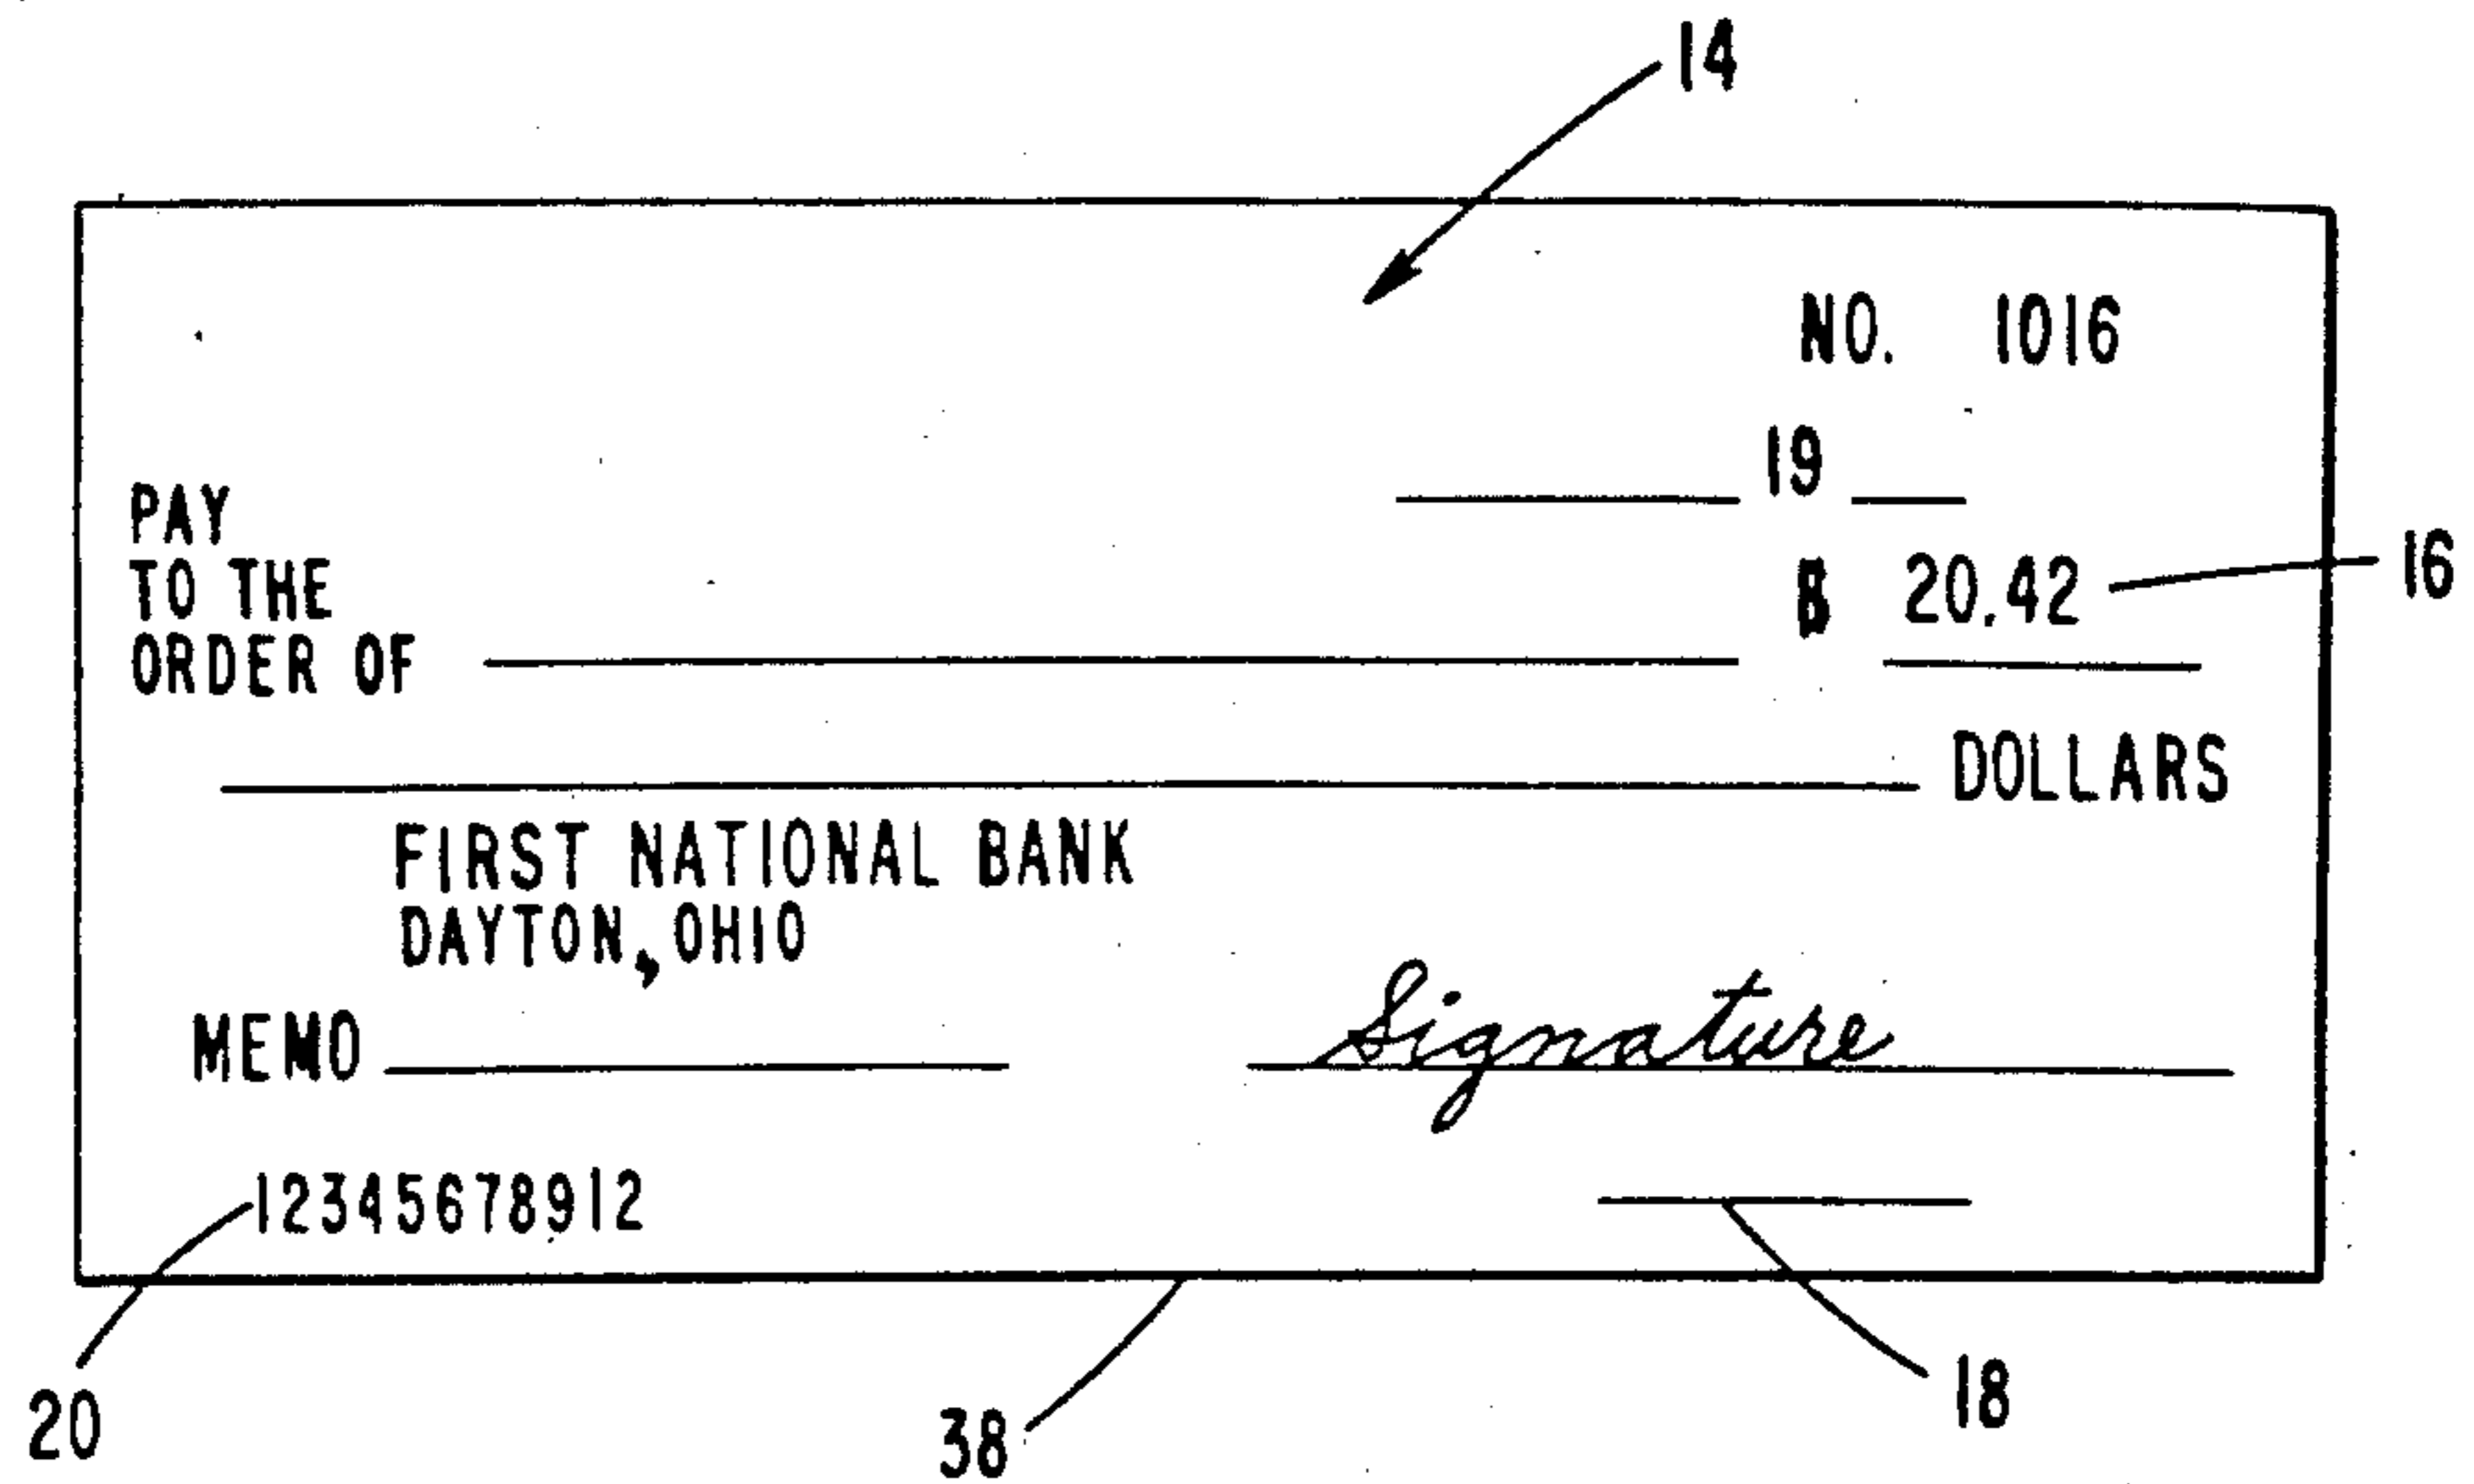 14
NO. 1016
19
PAY
TO THE
ORDER OF
$ 20.42
16
DOLLARS
FIRST NATIONAL BANK
DAYTON, OHIO
MEMO
Signature
12345678912
20
38
18